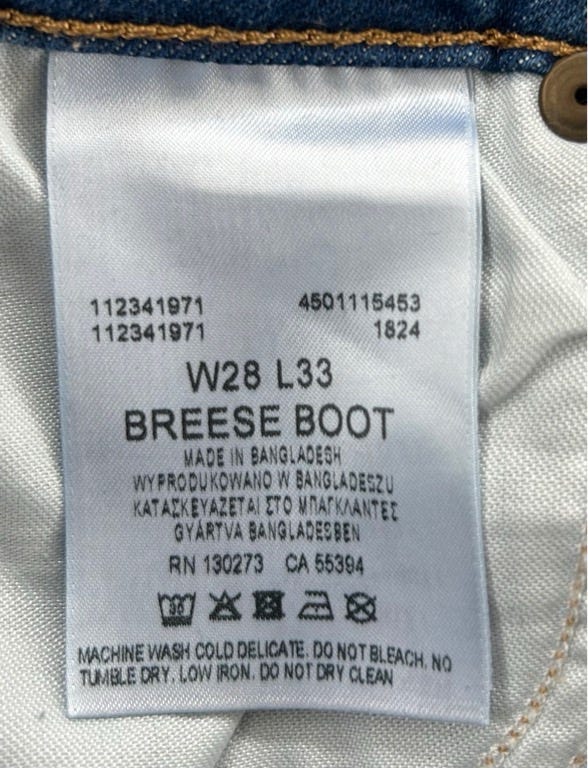 112341971 4501115453
112341971 1824
W28 L33
BREESE BOOT
MADE IN BANGLADESH
WYPRODUKOWANO W BANGLADESZU
ΚΑΤΑΣΚΕΥΑΖΕΤΑΙ ΣΤΟ ΜΠΑΓΚΛΑΝΤΕΣ
GYÁRTVA BANGLADESBEN
RN 130273 CA 55394
30
MACHINE WASH COLD DELICATE. DO NOT BLEACH. NO
TUMBLE DRY. LOW IRON. DO NOT DRY CLEAN